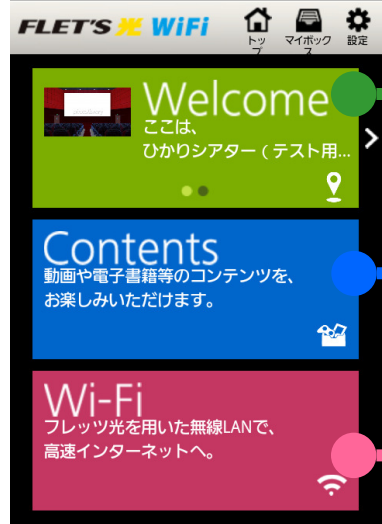 FLET'S 光 WiFi
トップ
マイボックス
設定
Welcome
ここは、
ひかりシアター ( テスト用...
Contents
動画や電子書籍等のコンテンツを、
お楽しみいただけます。
Wi-Fi
フレッツ光を用いた無線LANで、
高速インターネットへ。